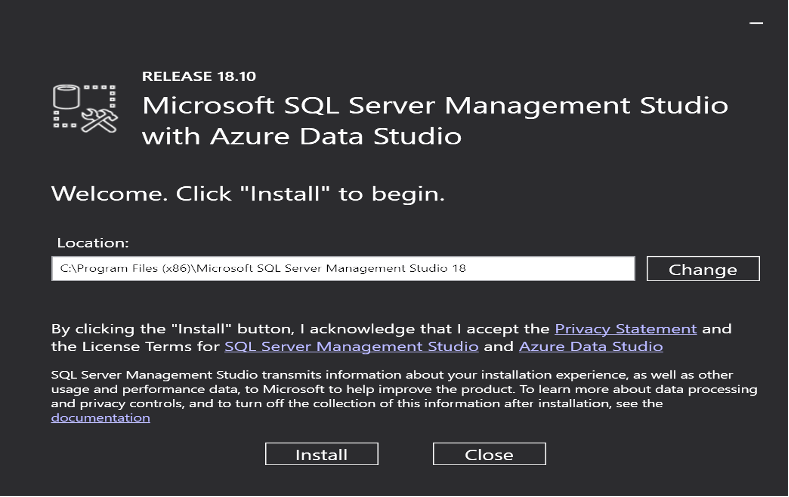 RELEASE 18.10
Microsoft SQL Server Management Studio
with Azure Data Studio
Welcome. Click "Install" to begin.
Location:
C:\Program Files (x86)\Microsoft SQL Server Management Studio 18
Change
By clicking the "Install" button, I acknowledge that I accept the Privacy Statement and
the License Terms for SQL Server Management Studio and Azure Data Studio
SQL Server Management Studio transmits information about your installation experience, as well as other
usage and performance data, to Microsoft to help improve the product. To learn more about data processing
and privacy controls, and to turn off the collection of this information after installation, see the
documentation
Install
Close